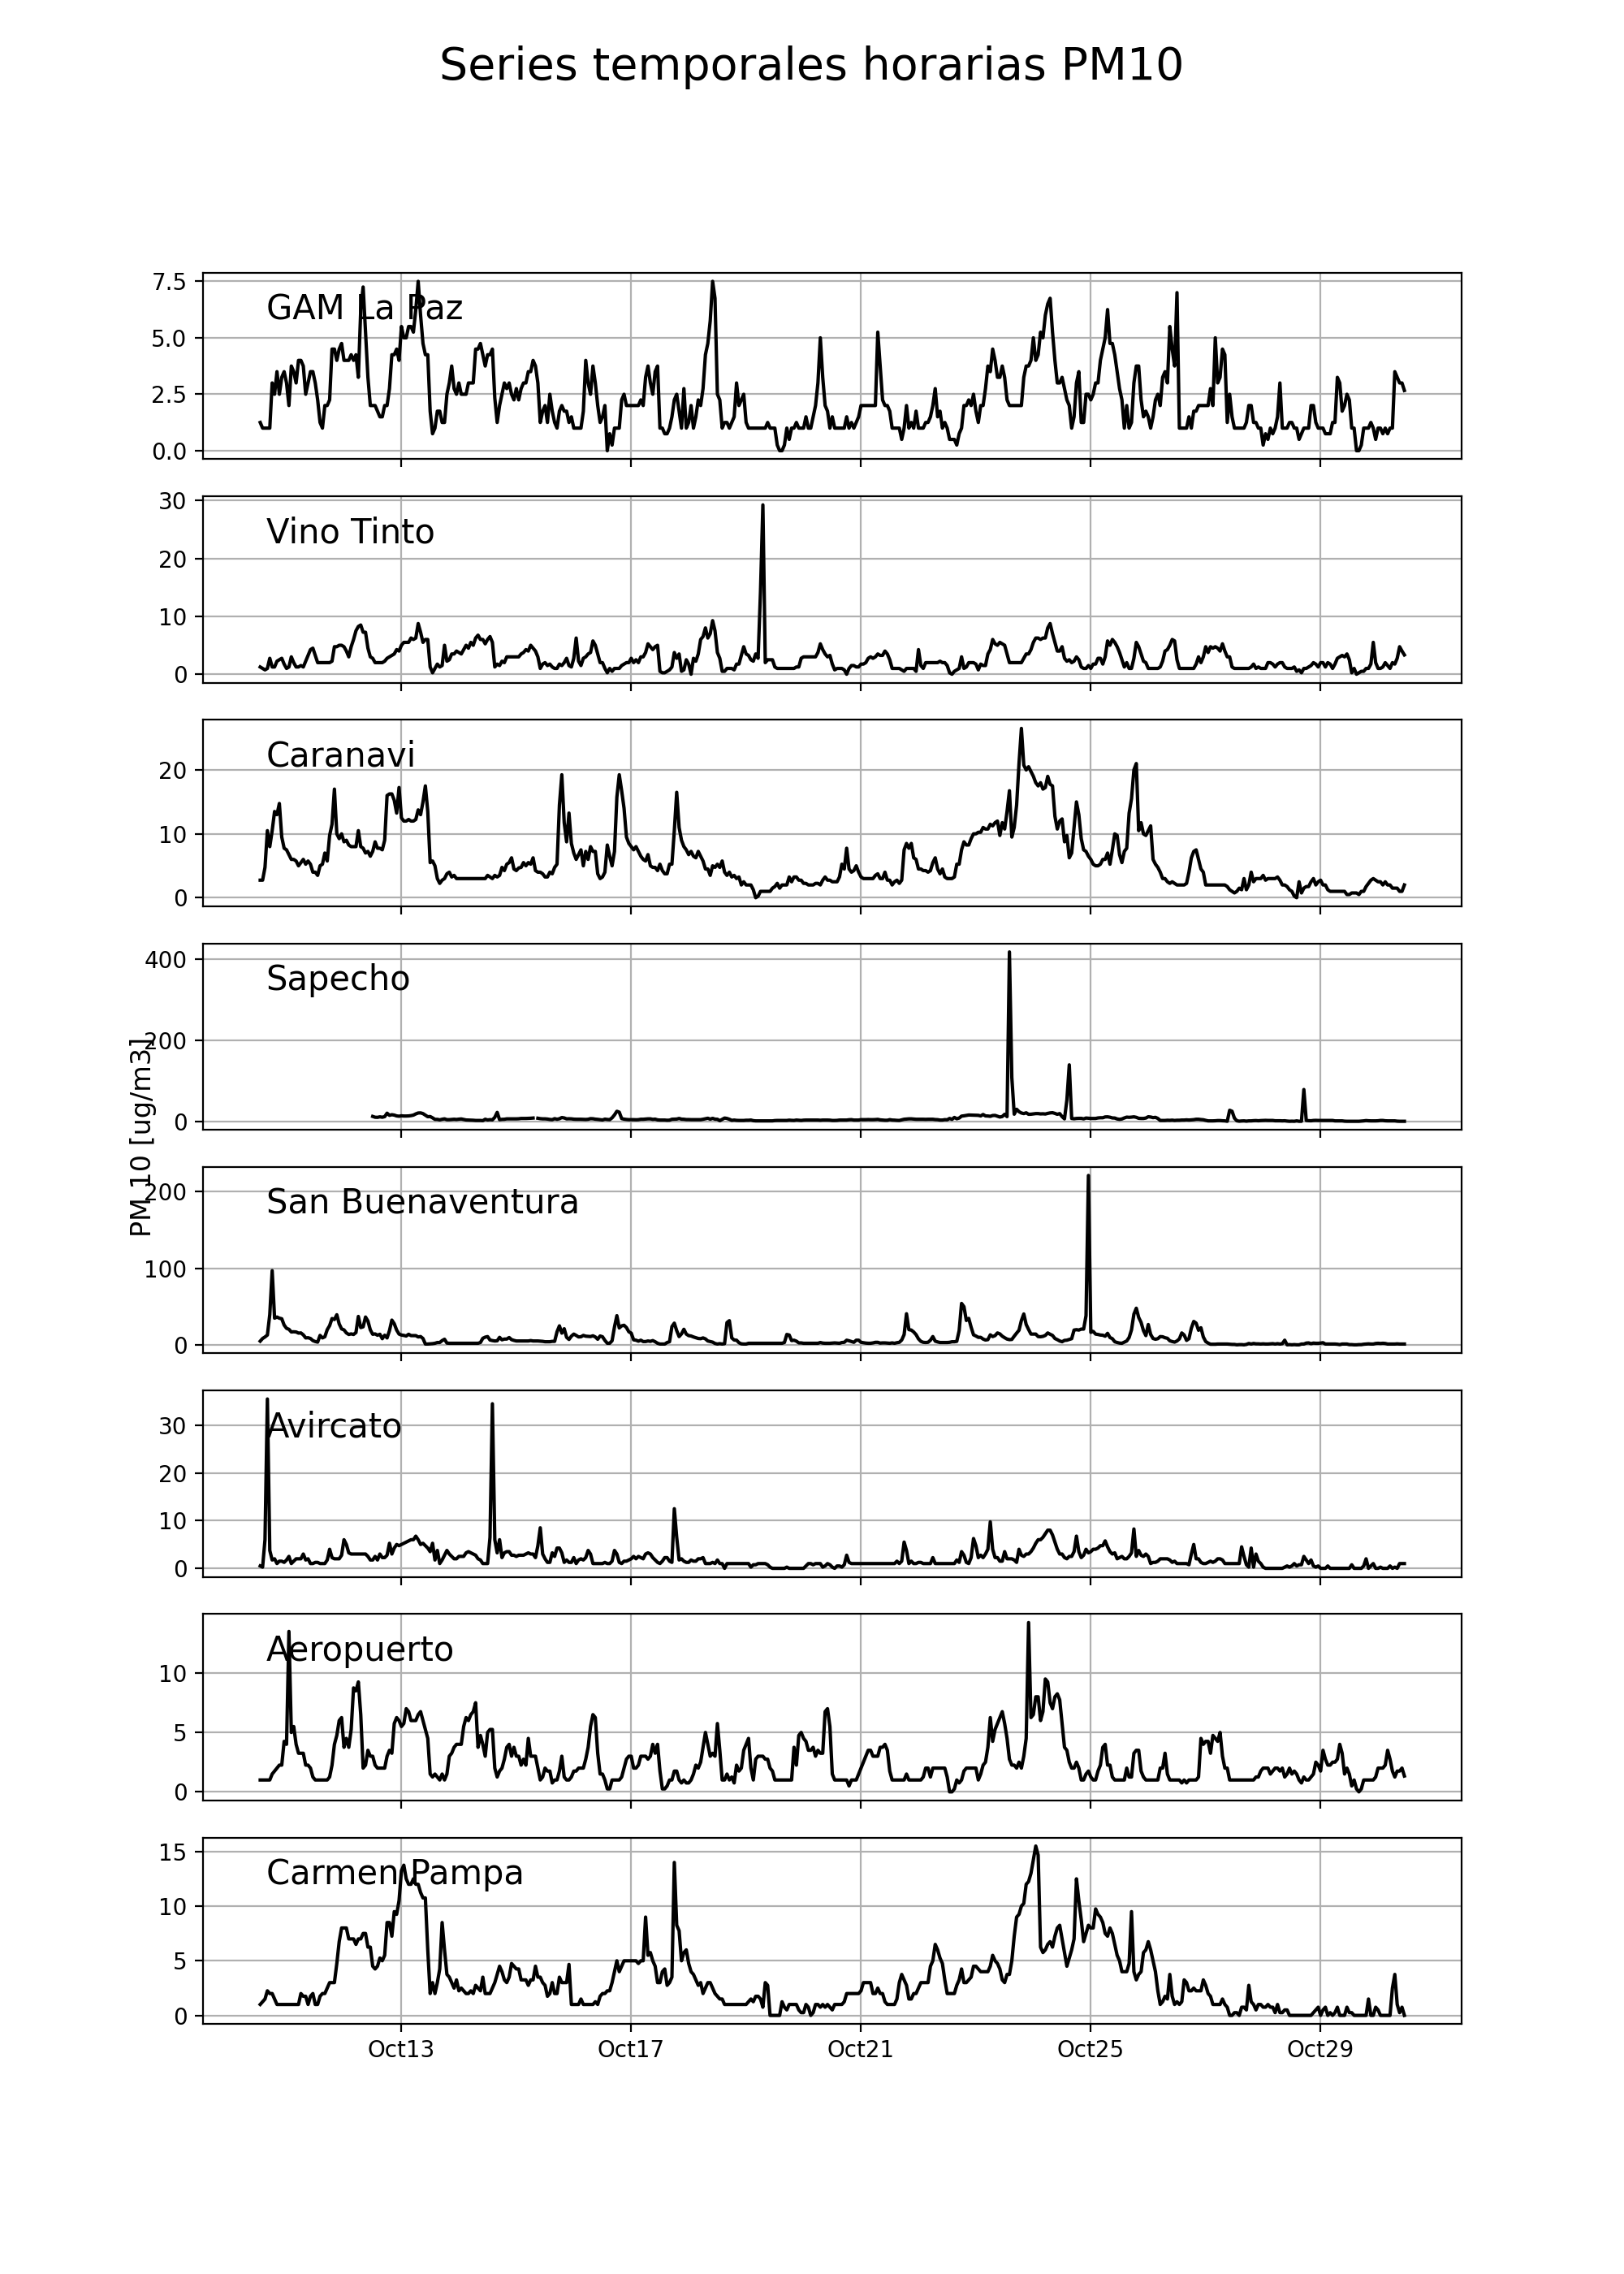 Series temporales horarias PM10
GAM La Paz
7.5
5.0
2.5
0.0
Vino Tinto
30
20
10
0
Caranavi
20
10
0
PM 10 [ug/m3]
Sapecho
400
200
0
San Buenaventura
200
100
0
Avircato
30
20
10
0
Aeropuerto
10
5
0
Carmen Pampa
15
10
5
0
Oct13 Oct17 Oct21 Oct25 Oct29